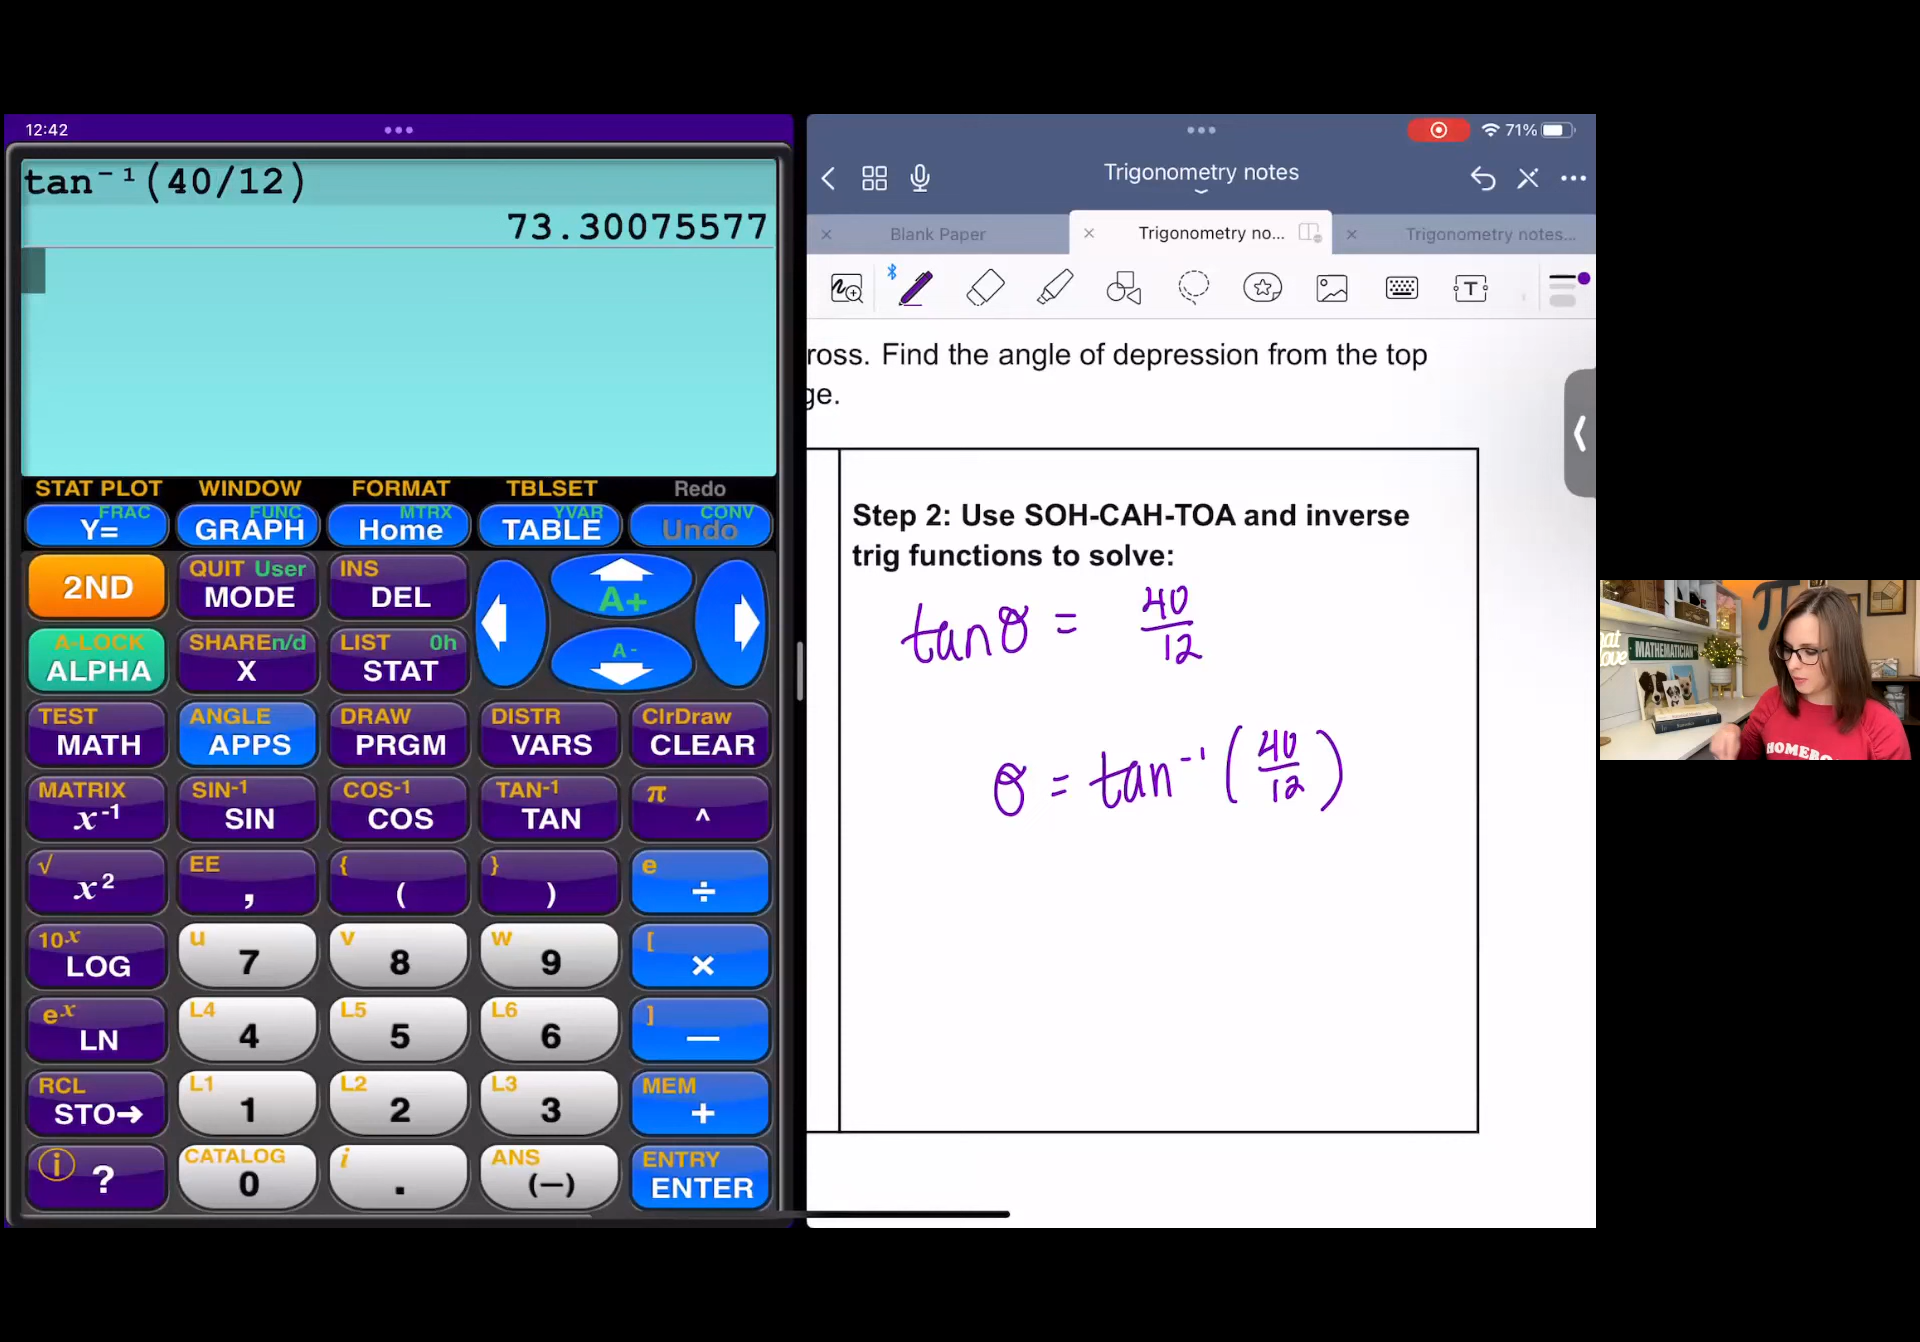 12:42
tan⁻¹(40/12)
73.30075577
STAT PLOT WINDOW FORMAT TBLSET Redo
FRAC FUNC MTRX YVAR CONV
Y= GRAPH Home TABLE Undo
QUIT User INS
2ND MODE DEL A+
A-LOCK SHARE n/d LIST 0h A-
ALPHA X STAT
TEST ANGLE DRAW DISTR ClrDraw
MATH APPS PRGM VARS CLEAR
MATRIX SIN⁻¹ COS⁻¹ TAN⁻¹ π
x⁻¹ SIN COS TAN ^
√ EE { } e
x² , ( ) ÷
10ˣ u v w [
LOG 7 8 9 ×
eˣ L4 L5 L6 ]
LN 4 5 6 —
RCL L1 L2 L3 MEM
STO➔ 1 2 3 +
i CATALOG i ANS ENTRY
? 0 . (—) ENTER
71%
Trigonometry notes
Blank Paper Trigonometry no... Trigonometry notes...
T
ross. Find the angle of depression from the top
ge.
Step 2: Use SOH-CAH-TOA and inverse
trig functions to solve:
tan θ = 40/12
θ = tan⁻¹ (40/12)
MATHEMATICIAN